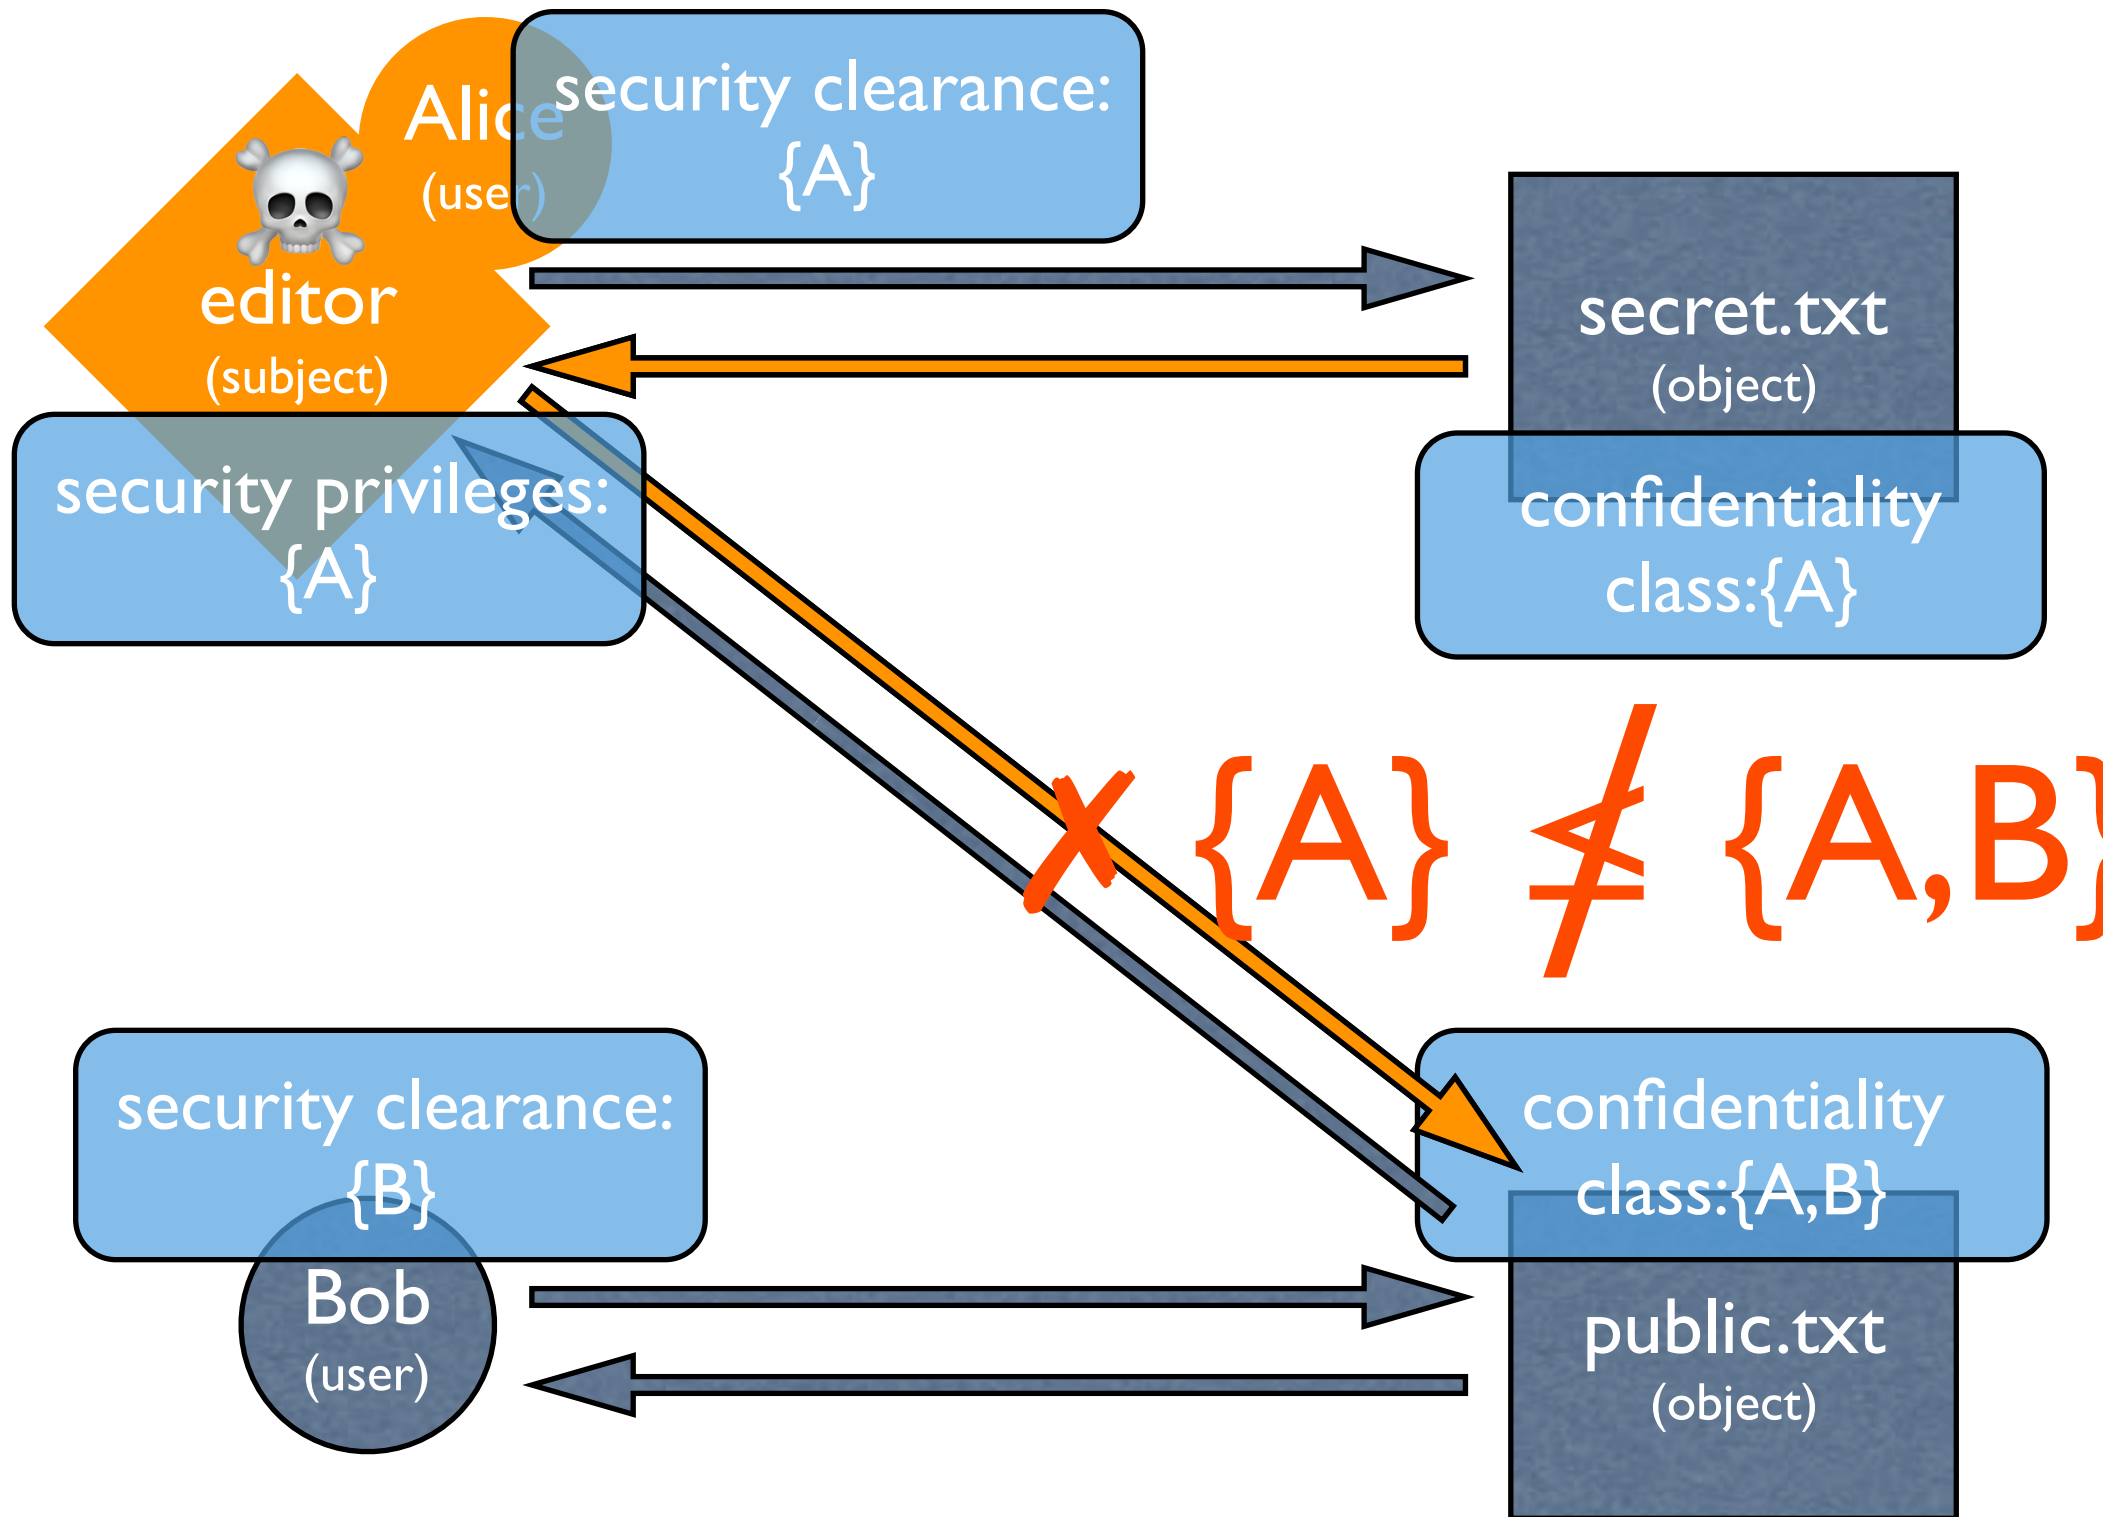 Alice
(user)
security clearance:
{A}
editor
(subject)
security privileges:
{A}
secret.txt
(object)
confidentiality
class:{A}
✗ {A} ≰ {A,B}
security clearance:
{B}
Bob
(user)
confidentiality
class:{A,B}
public.txt
(object)